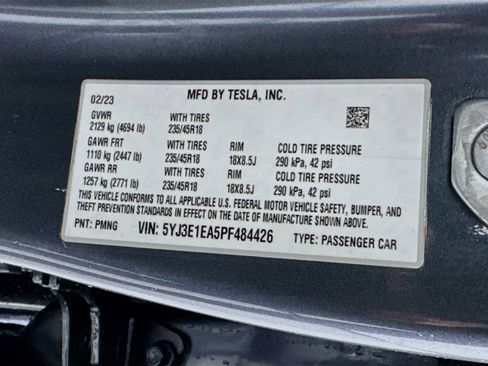 MFD BY TESLA, INC.
02/23
GVWR WITH TIRES
2129 kg (4694 lb) 235/45R18
GAWR FRT WITH TIRES RIM COLD TIRE PRESSURE
1110 kg (2447 lb) 235/45R18 18X8.5J 290 kPa, 42 psi
GAWR RR WITH TIRES RIM COLD TIRE PRESSURE
1257 kg (2771 lb) 235/45R18 18X8.5J 290 kPa, 42 psi
THIS VEHICLE CONFORMS TO ALL APPLICABLE U.S. FEDERAL MOTOR VEHICLE SAFETY, BUMPER, AND
THEFT PREVENTION STANDARDS IN EFFECT ON THE DATE OF MANUFACTURE SHOWN ABOVE.
PNT: PMNG VIN: 5YJ3E1EA5PF484426 TYPE: PASSENGER CAR